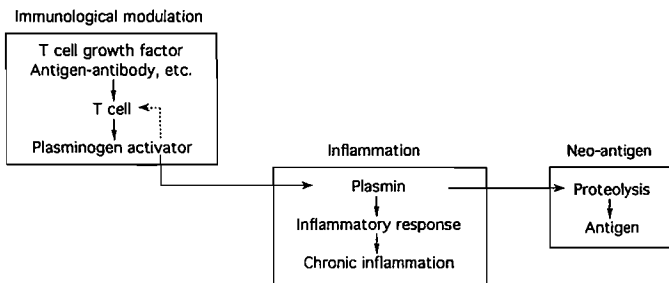 Immunological modulation
T cell growth factor
Antigen-antibody, etc.
T cell
Plasminogen activator
Inflammation
Plasmin
Inflammatory response
Chronic inflammation
Neo-antigen
Proteolysis
Antigen